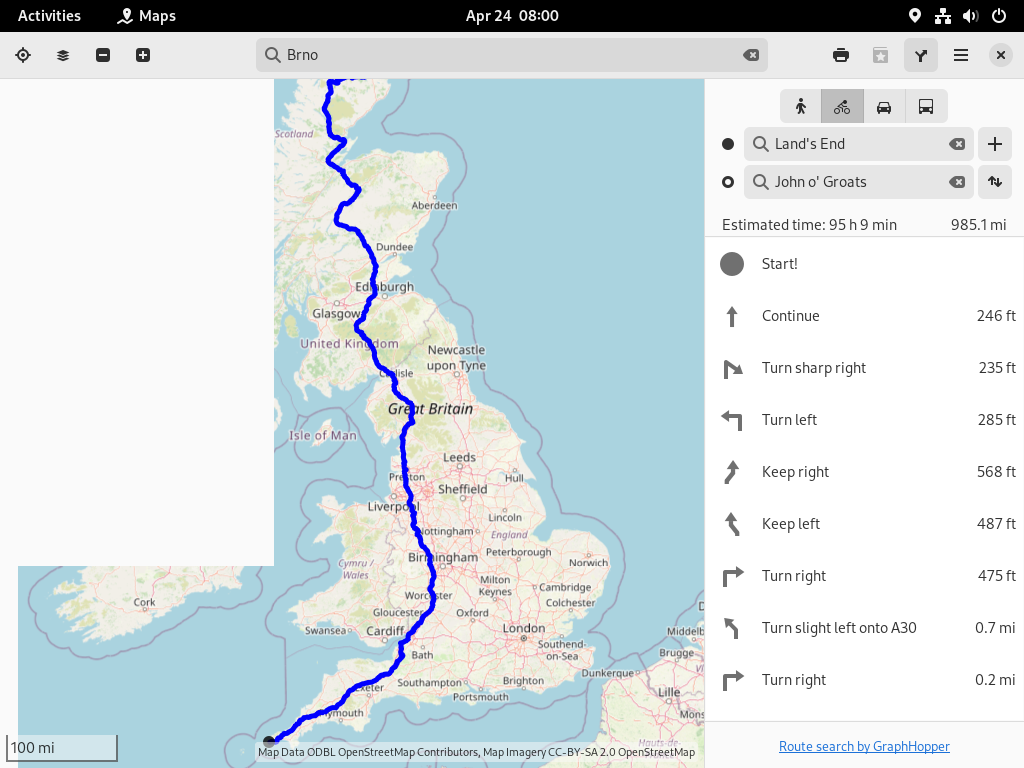 Activities
Maps
Apr 24 08:00
Brno
Land's End
John o' Groats
Estimated time: 95 h 9 min
985.1 mi
Start!
Continue
246 ft
Turn sharp right
235 ft
Turn left
285 ft
Keep right
568 ft
Keep left
487 ft
Turn right
475 ft
Turn slight left onto A30
0.7 mi
Turn right
0.2 mi
Route search by GraphHopper
Scotland
Aberdeen
Dundee
Edinburgh
Glasgow
United Kingdom
Newcastle
upon Tyne
Carlisle
Great Britain
Isle of Man
Leeds
Preston
Hull
Sheffield
Liverpool
Lincoln
Nottingham
England
Birmingham
Peterborough
Norwich
Cymru /
Wales
Milton
Keynes
Cambridge
Worcester
Colchester
Cork
Gloucester
Oxford
Swansea
Cardiff
London
Southend-
on-Sea
Bath
Middelb
Brugge
Dunkerque
Exeter
Southampton
Brighton
Portsmouth
Lille
Plymouth
Mons
Hauts-de-
100 mi
Map Data ODBL OpenStreetMap Contributors, Map Imagery CC-BY-SA 2.0 OpenStreetMap